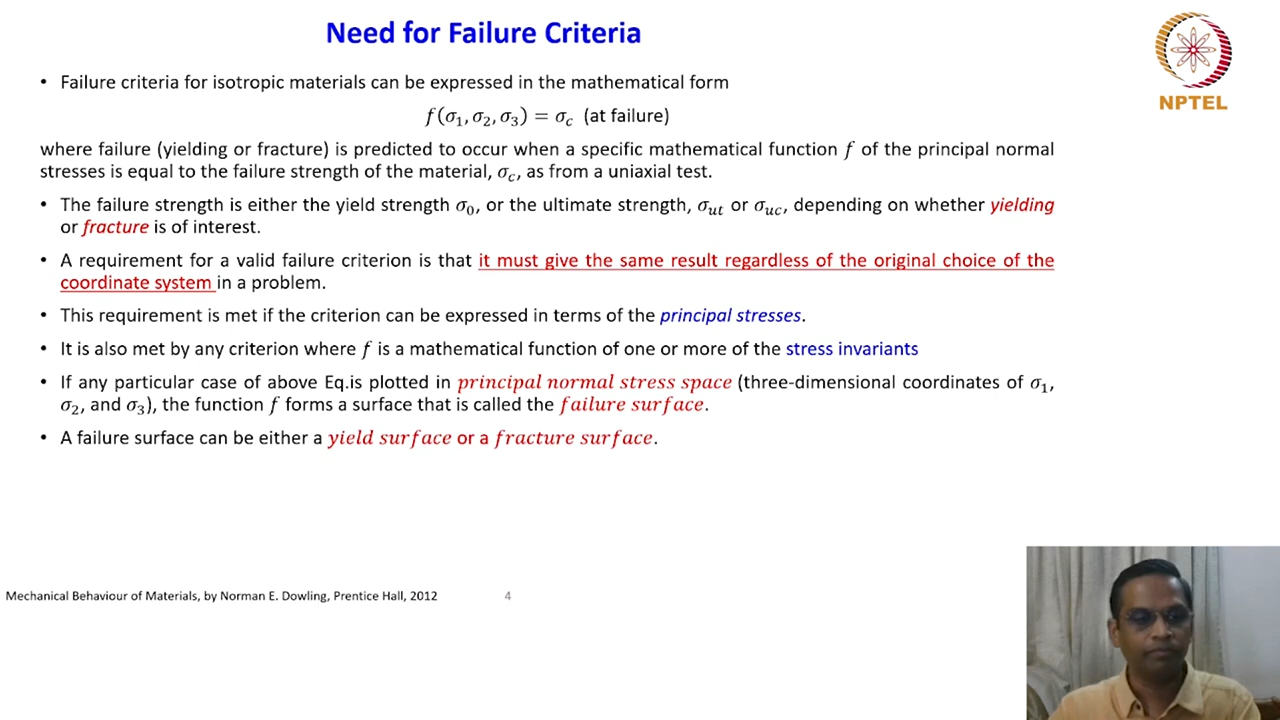 Need for Failure Criteria
NPTEL
• Failure criteria for isotropic materials can be expressed in the mathematical form
f(σ₁, σ₂, σ₃) = σ_c (at failure)
where failure (yielding or fracture) is predicted to occur when a specific mathematical function f of the principal normal
stresses is equal to the failure strength of the material, σ_c, as from a uniaxial test.
• The failure strength is either the yield strength σ₀, or the ultimate strength, σ_ut or σ_uc, depending on whether yielding
or fracture is of interest.
• A requirement for a valid failure criterion is that it must give the same result regardless of the original choice of the
coordinate system in a problem.
• This requirement is met if the criterion can be expressed in terms of the principal stresses.
• It is also met by any criterion where f is a mathematical function of one or more of the stress invariants
• If any particular case of above Eq.is plotted in principal normal stress space (three-dimensional coordinates of σ₁,
σ₂, and σ₃), the function f forms a surface that is called the failure surface.
• A failure surface can be either a yield surface or a fracture surface.
Mechanical Behaviour of Materials, by Norman E. Dowling, Prentice Hall, 2012
4